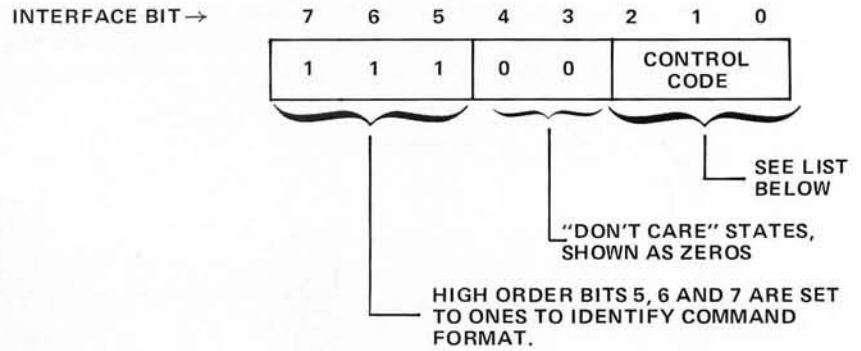 INTERFACE BIT→ 7 6 5 4 3 2 1 0
1 1 1 0 0 CONTROL
CODE
SEE LIST
BELOW
"DON'T CARE" STATES,
SHOWN AS ZEROS
HIGH ORDER BITS 5, 6 AND 7 ARE SET
TO ONES TO IDENTIFY COMMAND
FORMAT.